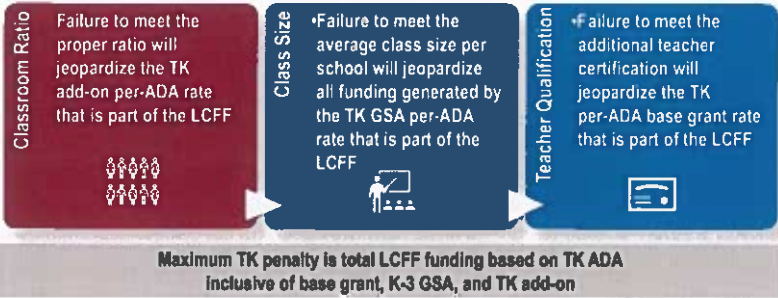 Classroom Ratio
Failure to meet the
proper ratio will
jeopardize the TK
add-on per-ADA rate
that is part of the LCFF
Class Size
•Failure to meet the
average class size per
school will jeopardize
all funding generated by
the TK GSA per-ADA
rate that is part of the
LCFF
Teacher Qualification
•Failure to meet the
additional teacher
certification will
jeopardize the TK
per-ADA base grant rate
that is part of the LCFF
Maximum TK penalty is total LCFF funding based on TK ADA
inclusive of base grant, K-3 GSA, and TK add-on